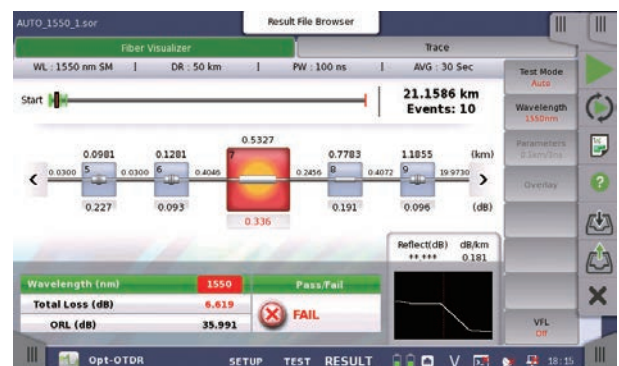 AUTO_1550_1.sor
Result File Browser
Fiber Visualizer
Trace
WL : 1550 nm SM | DR : 50 km | PW : 100 ns | AVG : 30 Sec
Start
21.1586 km
Events: 10
0.0981 0.1281 0.5327 0.7783 1.1855 (km)
0.0300 5 0.0300 6 0.4046 7 0.2456 8 0.4072 9 19.9730
0.227 0.093 0.336 0.191 0.096 (dB)
Reflect(dB) dB/km
**.*** 0.181
Wavelength (nm) 1550 Pass/Fail
Total Loss (dB) 6.619
FAIL
ORL (dB) 35.991
Test Mode
Auto
Wavelength
1550nm
Parameters
Overlay
VFL
Off
Opt-OTDR SETUP TEST RESULT 18:15